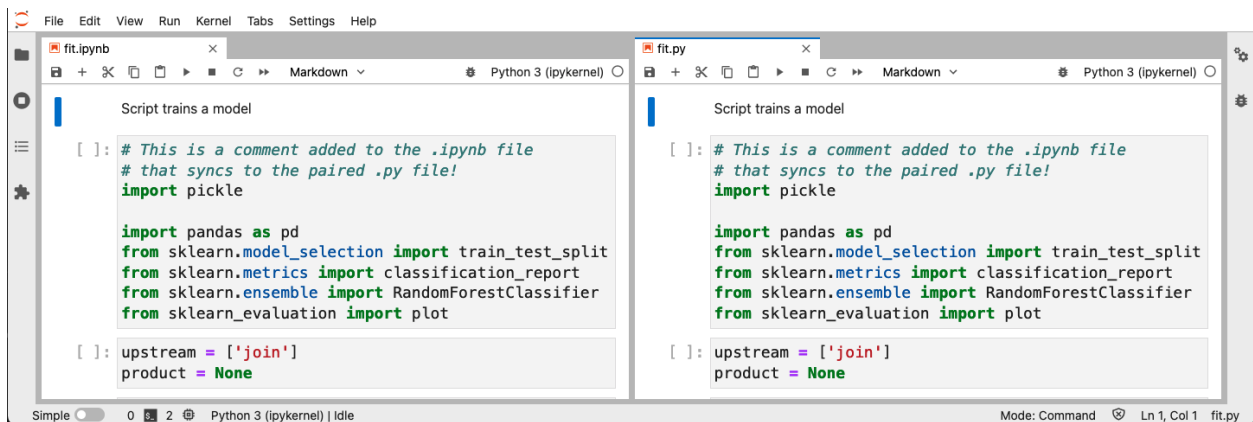 File Edit View Run Kernel Tabs Settings Help
fit.ipynb
Markdown
Python 3 (ipykernel)
Script trains a model
[ ]: # This is a comment added to the .ipynb file
# that syncs to the paired .py file!
import pickle
import pandas as pd
from sklearn.model_selection import train_test_split
from sklearn.metrics import classification_report
from sklearn.ensemble import RandomForestClassifier
from sklearn_evaluation import plot
[ ]: upstream = ['join']
product = None
fit.py
Markdown
Python 3 (ipykernel)
Script trains a model
[ ]: # This is a comment added to the .ipynb file
# that syncs to the paired .py file!
import pickle
import pandas as pd
from sklearn.model_selection import train_test_split
from sklearn.metrics import classification_report
from sklearn.ensemble import RandomForestClassifier
from sklearn_evaluation import plot
[ ]: upstream = ['join']
product = None
Simple 0 2 Python 3 (ipykernel) | Idle Mode: Command Ln 1, Col 1 fit.py